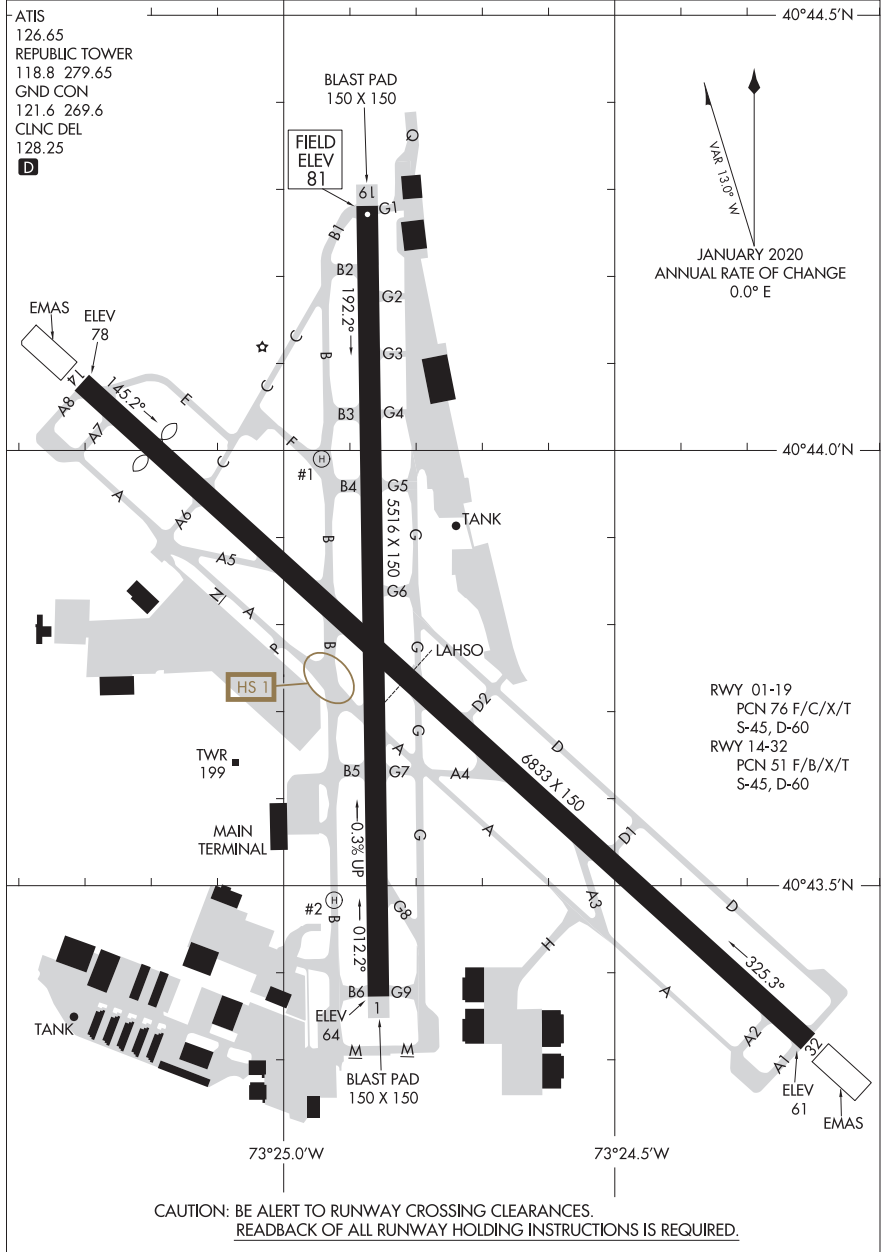 ATIS
126.65
REPUBLIC TOWER
118.8 279.65
GND CON
121.6 269.6
CLNC DEL
128.25
D
40°44.5'N
BLAST PAD
150 X 150
FIELD
ELEV
81
Q
19
G1
B1
VAR 13.0° W
JANUARY 2020
ANNUAL RATE OF CHANGE
0.0° E
B2
G2
192.2°
EMAS
ELEV
78
C
B
G3
14
145.2°
E
C
A8
A7
B3
G4
F
40°44.0'N
C
H
#1
B4
G5
A
5516 X 150
A6
TANK
B
G
A5
Z
A
G6
P
B
G
LAHSO
HS 1
D2
RWY 01-19
PCN 76 F/C/X/T
S-45, D-60
RWY 14-32
PCN 51 F/B/X/T
S-45, D-60
G
D
A
TWR
199
B5
G7
A4
6833 X 150
MAIN
TERMINAL
0.3% UP
G
A
D1
40°43.5'N
H
#2
B
012.2°
G8
A3
D
H
325.3°
B6
G9
A
ELEV
64
1
TANK
M
M
A2
32
A1
BLAST PAD
150 X 150
ELEV
61
EMAS
73°25.0'W
73°24.5'W
CAUTION: BE ALERT TO RUNWAY CROSSING CLEARANCES.
READBACK OF ALL RUNWAY HOLDING INSTRUCTIONS IS REQUIRED.